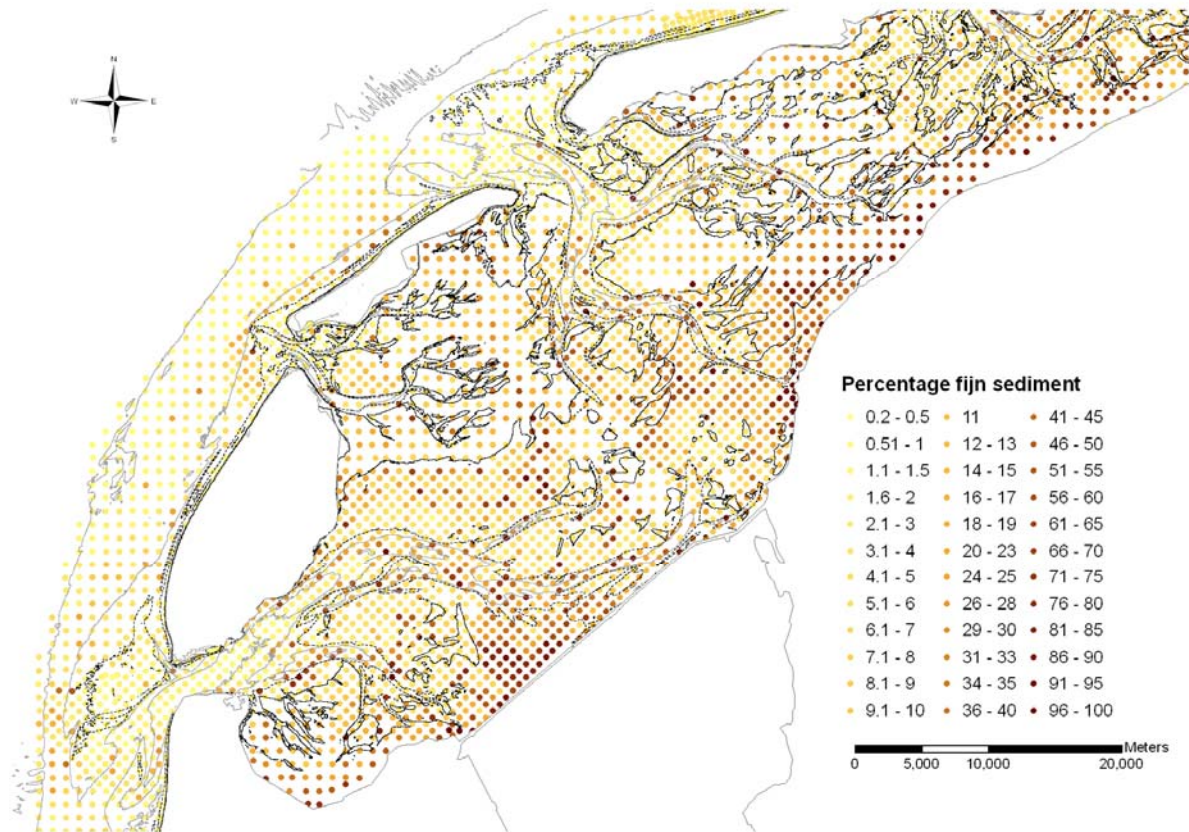 N
W E
S
Percentage fijn sediment
0.2 - 0.5 11 41 - 45
0.51 - 1 12 - 13 46 - 50
1.1 - 1.5 14 - 15 51 - 55
1.6 - 2 16 - 17 56 - 60
2.1 - 3 18 - 19 61 - 65
3.1 - 4 20 - 23 66 - 70
4.1 - 5 24 - 25 71 - 75
5.1 - 6 26 - 28 76 - 80
6.1 - 7 29 - 30 81 - 85
7.1 - 8 31 - 33 86 - 90
8.1 - 9 34 - 35 91 - 95
9.1 - 10 36 - 40 96 - 100
Meters
0 5,000 10,000 20,000